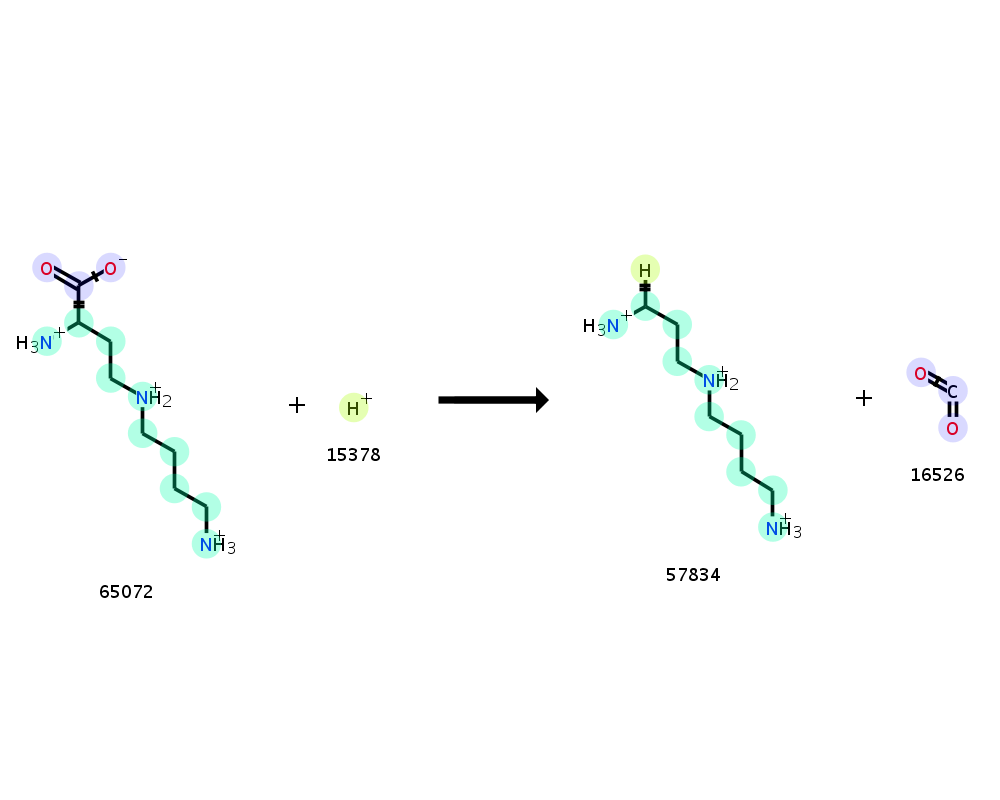 O O⁻
H₃N⁺
NH₂⁺
NH₃⁺
65072
+
H⁺
15378
H
H₃N⁺
NH₂⁺
NH₃⁺
57834
+
O C
O
16526